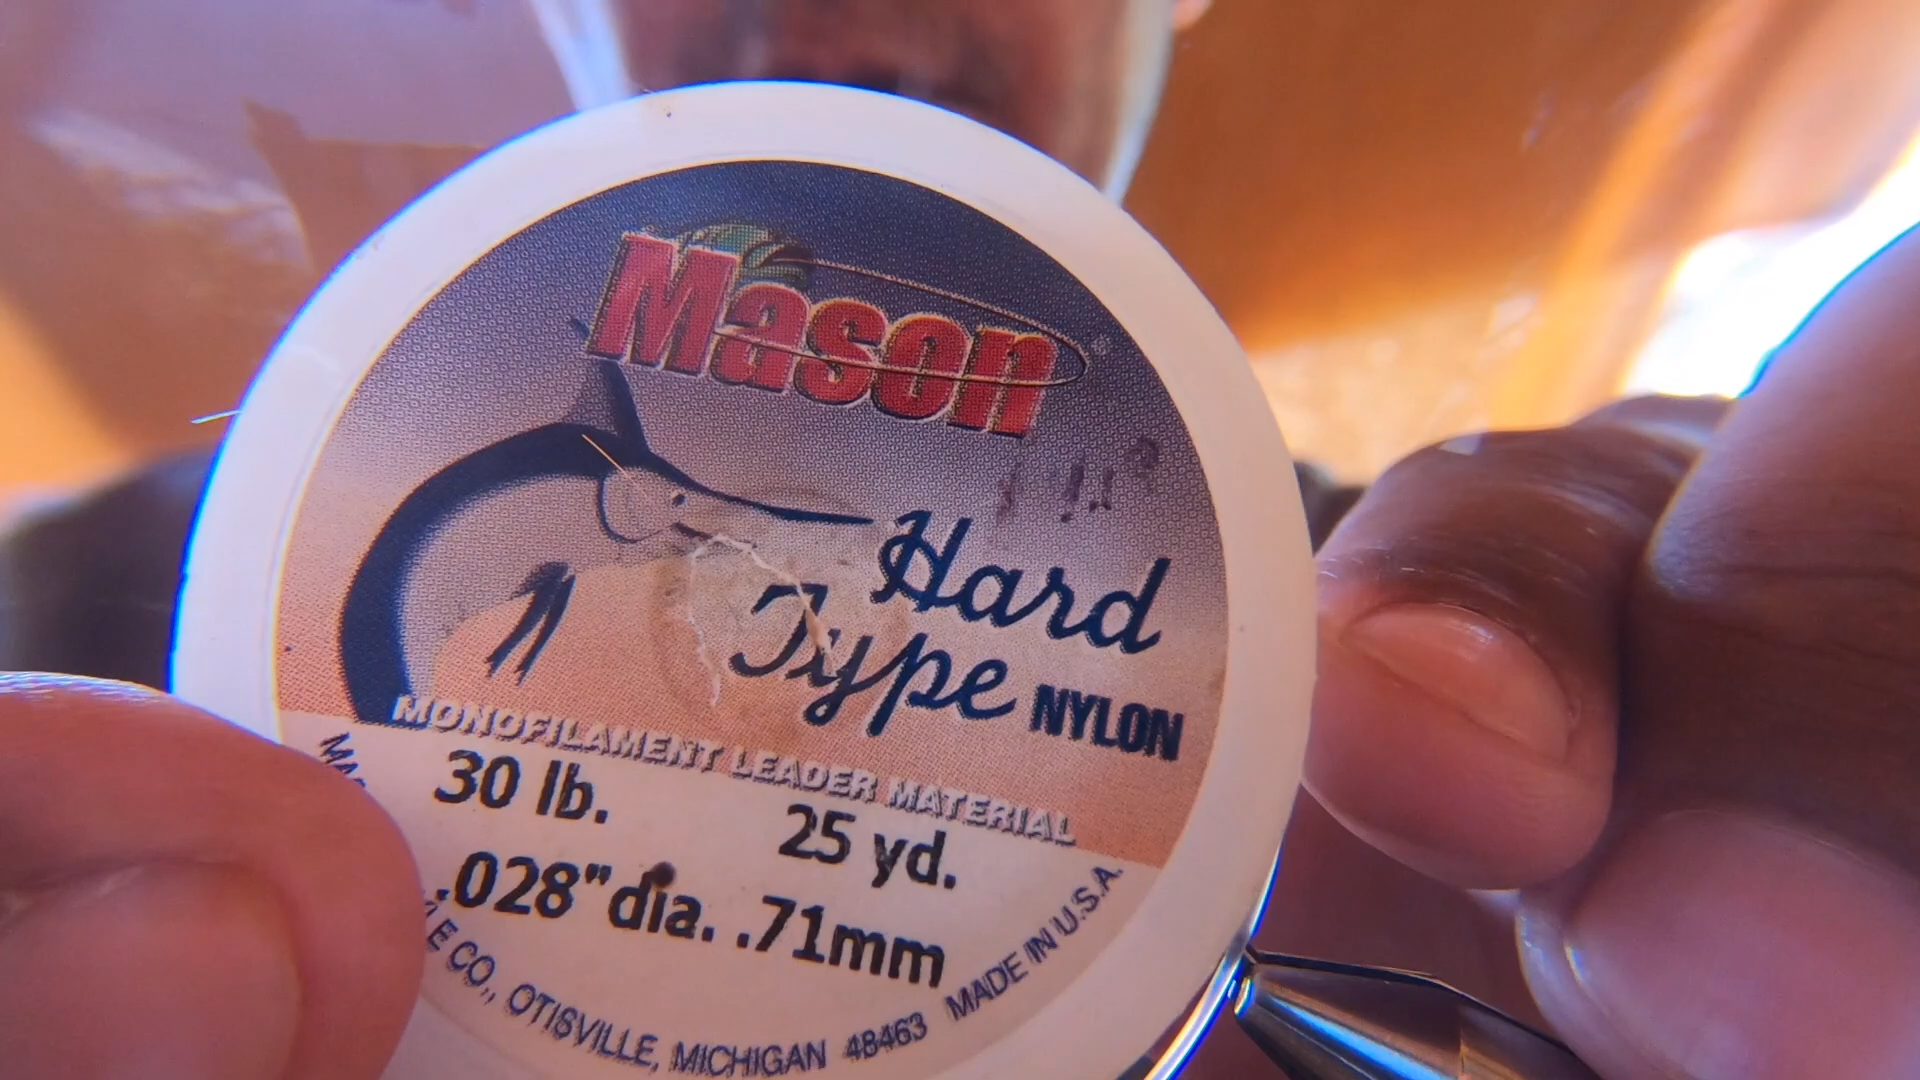 Mason
Hard
Type NYLON
MONOFILAMENT LEADER MATERIAL
30 lb. 25 yd.
.028" dia. .71mm
CO., OTISVILLE, MICHIGAN 48463 MADE IN U.S.A.